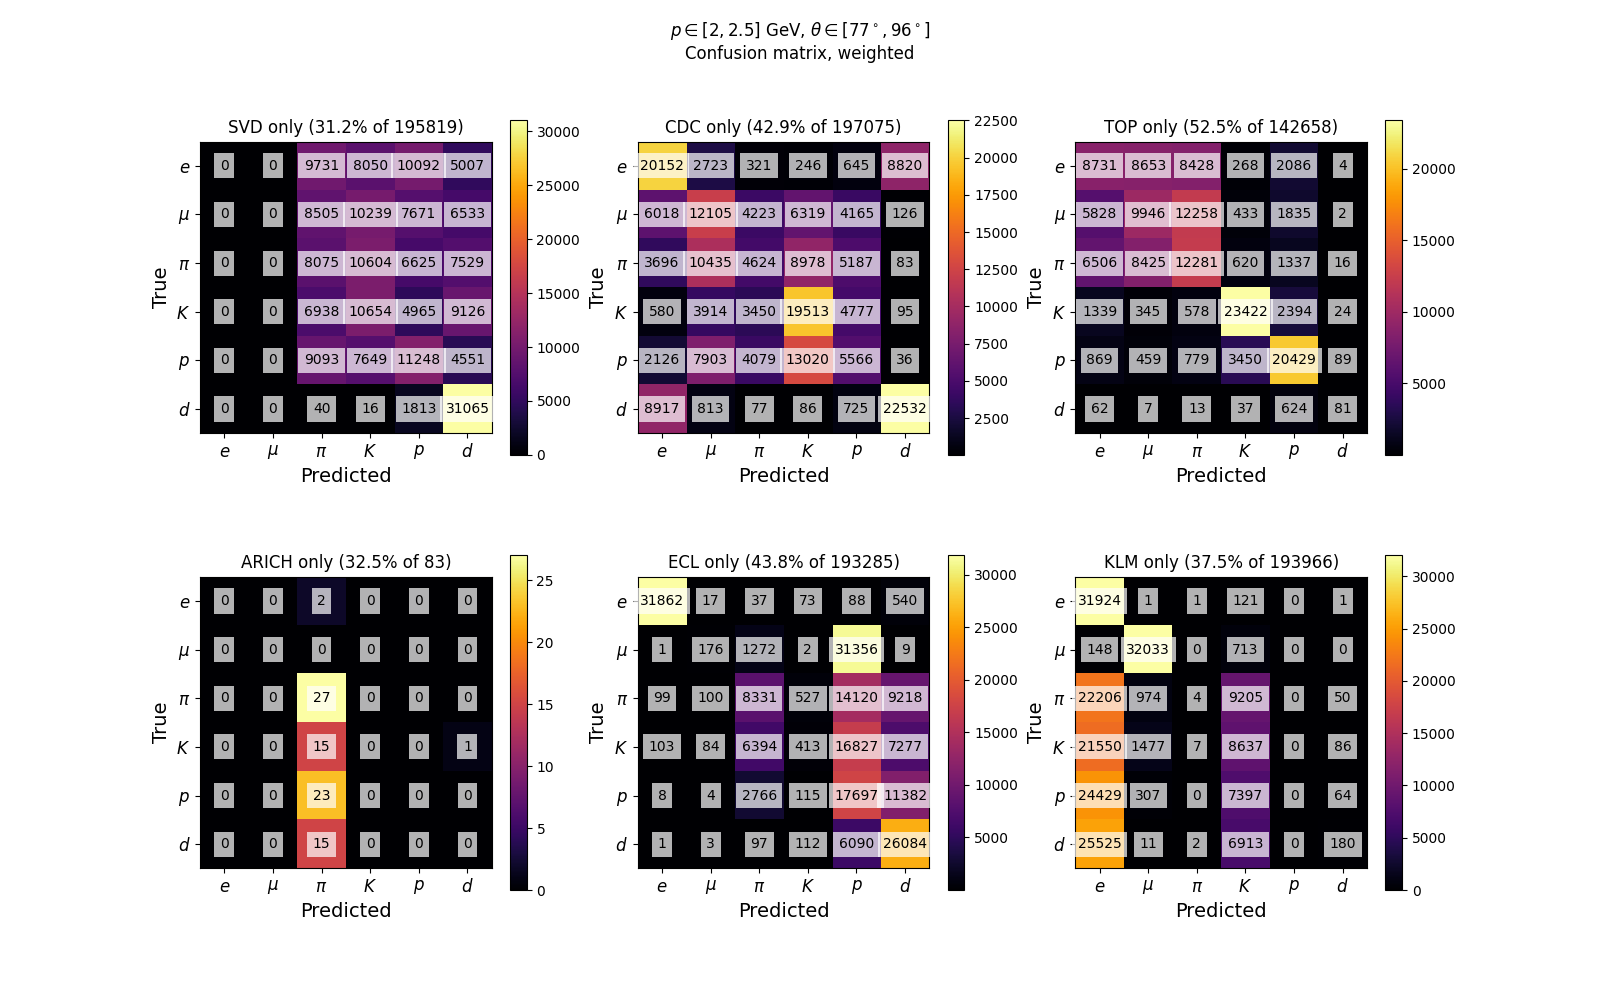 p ∈ [2, 2.5] GeV, θ ∈ [77°, 96°]
Confusion matrix, weighted
SVD only (31.2% of 195819)
True
e 0 0 9731 8050 10092 5007
μ 0 0 8505 10239 7671 6533
π 0 0 8075 10604 6625 7529
K 0 0 6938 10654 4965 9126
p 0 0 9093 7649 11248 4551
d 0 0 40 16 1813 31065
e μ π K p d
Predicted
30000
25000
20000
15000
10000
5000
0
CDC only (42.9% of 197075)
True
e 20152 2723 321 246 645 8820
μ 6018 12105 4223 6319 4165 126
π 3696 10435 4624 8978 5187 83
K 580 3914 3450 19513 4777 95
p 2126 7903 4079 13020 5566 36
d 8917 813 77 86 725 22532
e μ π K p d
Predicted
22500
20000
17500
15000
12500
10000
7500
5000
2500
TOP only (52.5% of 142658)
True
e 8731 8653 8428 268 2086 4
μ 5828 9946 12258 433 1835 2
π 6506 8425 12281 620 1337 16
K 1339 345 578 23422 2394 24
p 869 459 779 3450 20429 89
d 62 7 13 37 624 81
e μ π K p d
Predicted
20000
15000
10000
5000
ARICH only (32.5% of 83)
True
e 0 0 2 0 0 0
μ 0 0 0 0 0 0
π 0 0 27 0 0 0
K 0 0 15 0 0 1
p 0 0 23 0 0 0
d 0 0 15 0 0 0
e μ π K p d
Predicted
25
20
15
10
5
0
ECL only (43.8% of 193285)
True
e 31862 17 37 73 88 540
μ 1 176 1272 2 31356 9
π 99 100 8331 527 14120 9218
K 103 84 6394 413 16827 7277
p 8 4 2766 115 17697 11382
d 1 3 97 112 6090 26084
e μ π K p d
Predicted
30000
25000
20000
15000
10000
5000
KLM only (37.5% of 193966)
True
e 31924 1 1 121 0 1
μ 148 32033 0 713 0 0
π 22206 974 4 9205 0 50
K 21550 1477 7 8637 0 86
p 24429 307 0 7397 0 64
d 25525 11 2 6913 0 180
e μ π K p d
Predicted
30000
25000
20000
15000
10000
5000
0